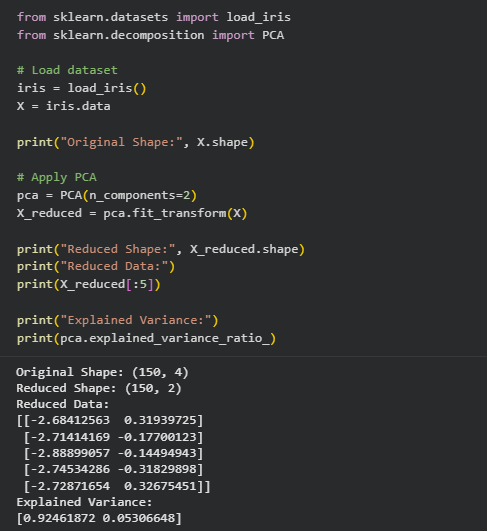 from sklearn.datasets import load_iris
from sklearn.decomposition import PCA
# Load dataset
iris = load_iris()
X = iris.data
print("Original Shape:", X.shape)
# Apply PCA
pca = PCA(n_components=2)
X_reduced = pca.fit_transform(X)
print("Reduced Shape:", X_reduced.shape)
print("Reduced Data:")
print(X_reduced[:5])
print("Explained Variance:")
print(pca.explained_variance_ratio_)
Original Shape: (150, 4)
Reduced Shape: (150, 2)
Reduced Data:
[[-2.68412563  0.31939725]
 [-2.71414169 -0.17700123]
 [-2.88899057 -0.14494943]
 [-2.74534286 -0.31829898]
 [-2.72871654  0.32675451]]
Explained Variance:
[0.92461872 0.05306648]